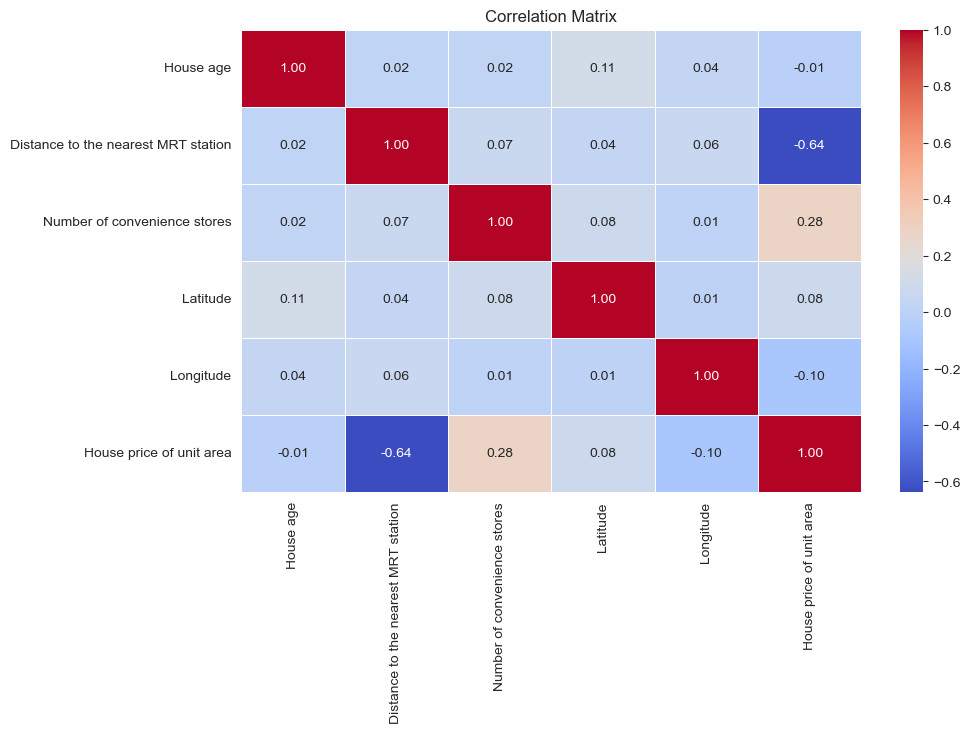 Correlation Matrix
House age 1.00 0.02 0.02 0.11 0.04 -0.01
Distance to the nearest MRT station 0.02 1.00 0.07 0.04 0.06 -0.64
Number of convenience stores 0.02 0.07 1.00 0.08 0.01 0.28
Latitude 0.11 0.04 0.08 1.00 0.01 0.08
Longitude 0.04 0.06 0.01 0.01 1.00 -0.10
House price of unit area -0.01 -0.64 0.28 0.08 -0.10 1.00
House age
Distance to the nearest MRT station
Number of convenience stores
Latitude
Longitude
House price of unit area
1.0
0.8
0.6
0.4
0.2
0.0
−0.2
−0.4
−0.6